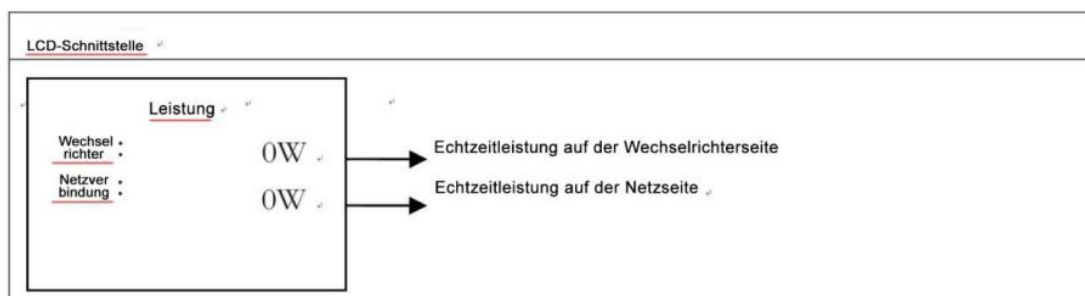 LCD-Schnittstelle
Leistung
Wechsel
richter :
0W
Echtzeitleistung auf der Wechselrichterseite
Netzver
bindung :
0W
Echtzeitleistung auf der Netzseite